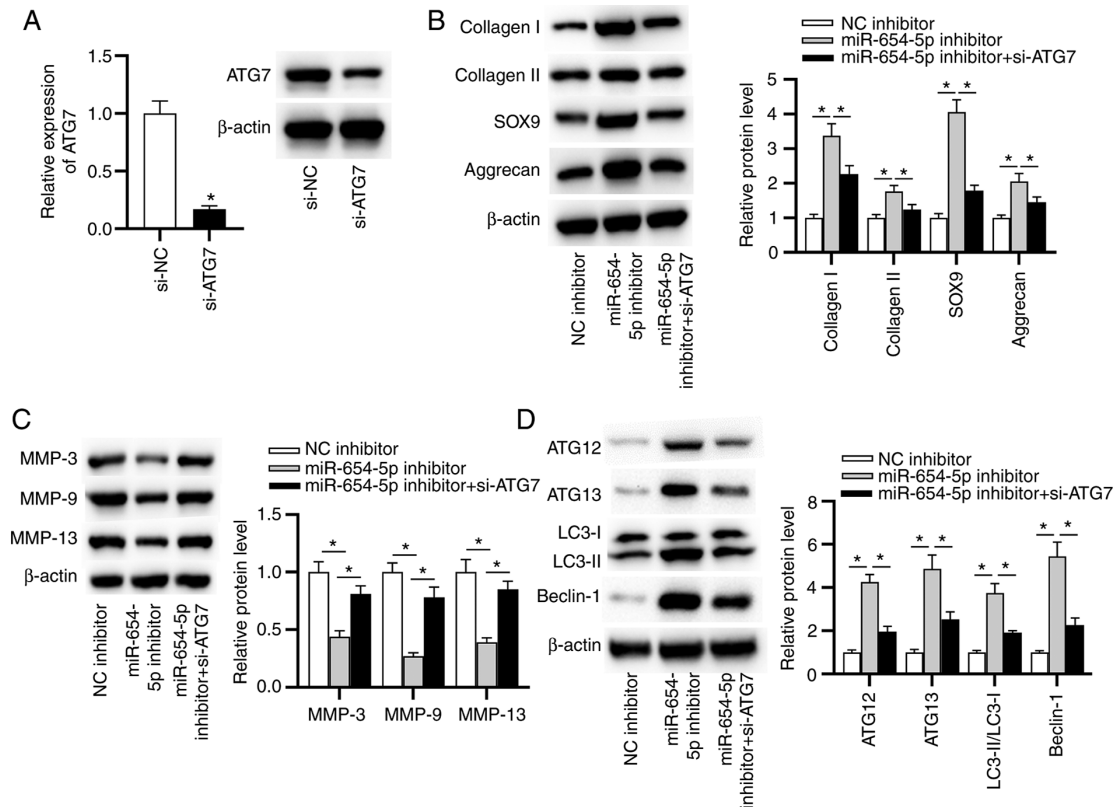 A
Relative expression
of ATG7
1.5
1.0
0.5
0.0
*
si-NC
si-ATG7
ATG7
β-actin
si-NC
si-ATG7
B
Collagen I
Collagen II
SOX9
Aggrecan
β-actin
NC inhibitor
miR-654-
5p inhibitor
miR-654-5p
inhibitor+si-ATG7
NC inhibitor
miR-654-5p inhibitor
miR-654-5p inhibitor+si-ATG7
Relative protein level
5
4
3
2
1
0
* *
* *
* *
* *
Collagen I
Collagen II
SOX9
Aggrecan
C
MMP-3
MMP-9
MMP-13
β-actin
NC inhibitor
miR-654-
5p inhibitor
miR-654-5p
inhibitor+si-ATG7
NC inhibitor
miR-654-5p inhibitor
miR-654-5p inhibitor+si-ATG7
Relative protein level
1.5
1.0
0.5
0.0
*
*
*
*
*
*
MMP-3
MMP-9
MMP-13
D
ATG12
ATG13
LC3-I
LC3-II
Beclin-1
β-actin
NC inhibitor
miR-654-
5p inhibitor
miR-654-5p
inhibitor+si-ATG7
NC inhibitor
miR-654-5p inhibitor
miR-654-5p inhibitor+si-ATG7
Relative protein level
8
6
4
2
0
* *
* *
* *
* *
ATG12
ATG13
LC3-II/LC3-I
Beclin-1